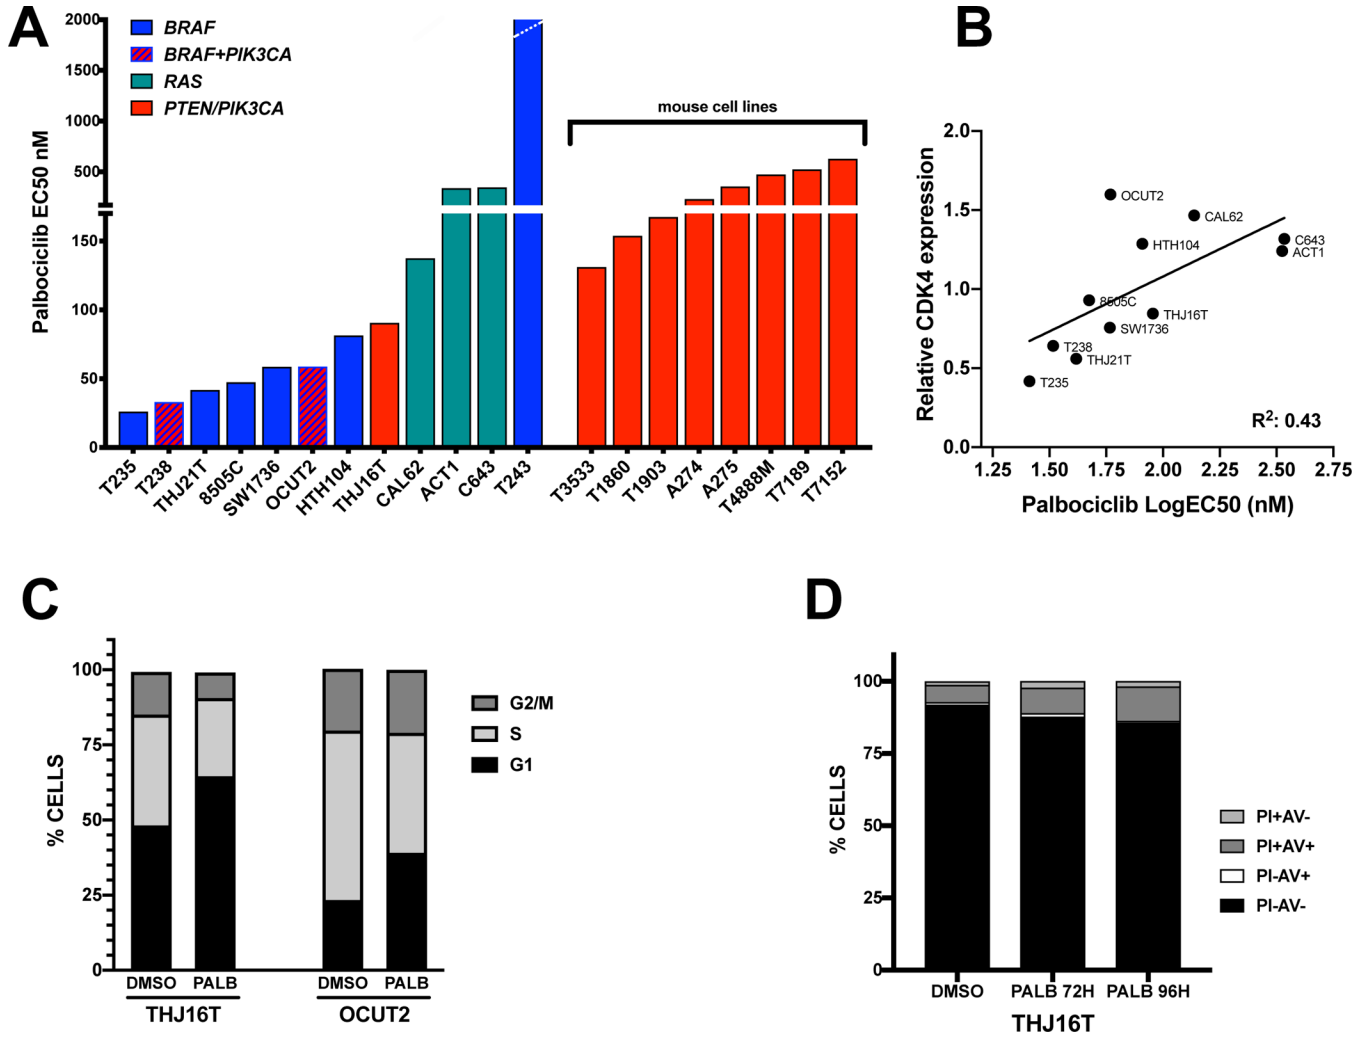 A
Palbociclib EC50 nM
2000
1500
1000
500
150
100
50
0
BRAF
BRAF+PIK3CA
RAS
PTEN/PIK3CA
mouse cell lines
T235
T238
THJ21T
8505C
SW1736
OCUT2
HTH104
THJ16T
CAL62
ACT1
C643
T243
T3533
T1860
T1903
A274
A275
T4888M
T7189
T7152
B
Relative CDK4 expression
2.0
1.5
1.0
0.5
0.0
OCUT2
CAL62
HTH104
C643
ACT1
8505C
THJ16T
SW1736
T238
THJ21T
T235
R2: 0.43
1.25 1.50 1.75 2.00 2.25 2.50 2.75
Palbociclib LogEC50 (nM)
C
% CELLS
100
75
50
25
0
G2/M
S
G1
DMSO PALB DMSO PALB
THJ16T OCUT2
D
% CELLS
100
75
50
25
0
PI+AV-
PI+AV+
PI-AV+
PI-AV-
DMSO PALB 72H PALB 96H
THJ16T